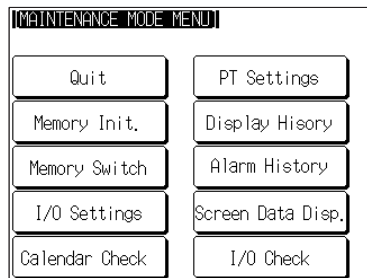 [MAINTENANCE MODE MENU]
Quit
PT Settings
Memory Init.
Display Hisory
Memory Switch
Alarm History
I/O Settings
Screen Data Disp.
Calendar Check
I/O Check